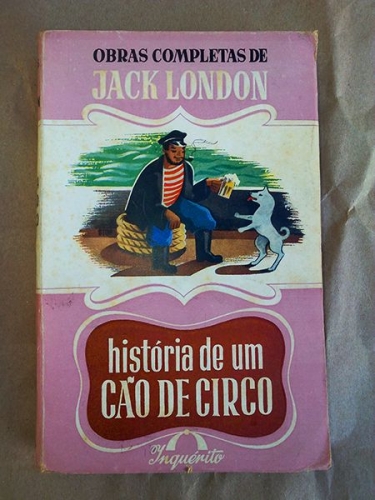 OBRAS COMPLETAS DE
JACK LONDON
história de um
CÃO DE CIRCO
Inquérito